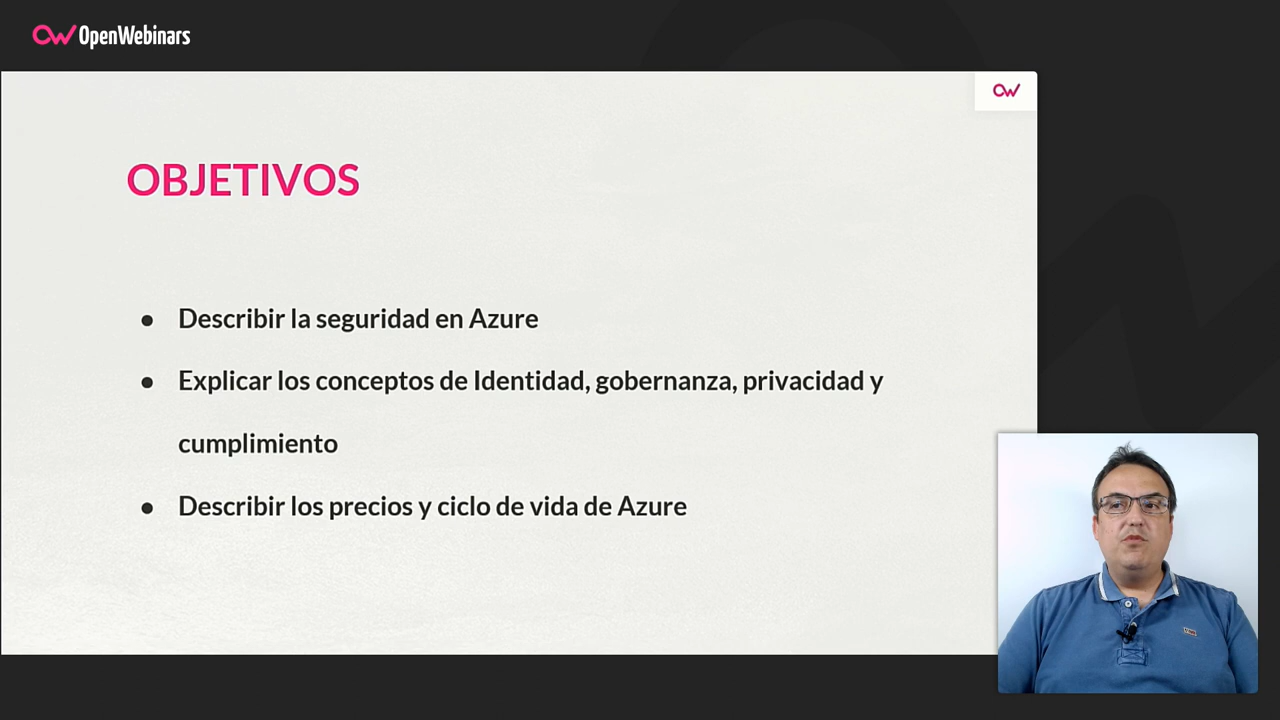 OpenWebinars
OBJETIVOS
● Describir la seguridad en Azure
● Explicar los conceptos de Identidad, gobernanza, privacidad y
cumplimiento
● Describir los precios y ciclo de vida de Azure